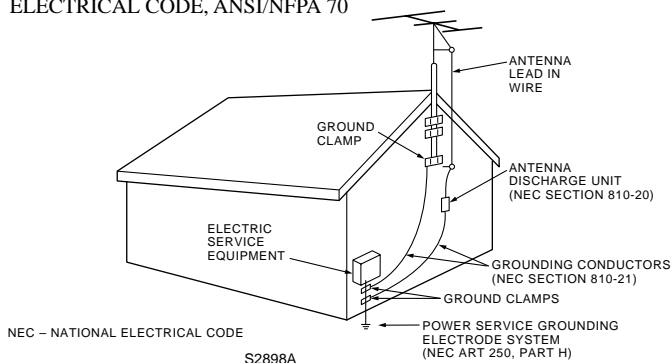 ELECTRICAL CODE, ANSI/NFPA 70
ANTENNA
LEAD IN
WIRE
GROUND
CLAMP
ANTENNA
DISCHARGE UNIT
(NEC SECTION 810-20)
ELECTRIC
SERVICE
EQUIPMENT
GROUNDING CONDUCTORS
(NEC SECTION 810-21)
GROUND CLAMPS
POWER SERVICE GROUNDING
ELECTRODE SYSTEM
(NEC ART 250, PART H)
NEC – NATIONAL ELECTRICAL CODE
S2898A